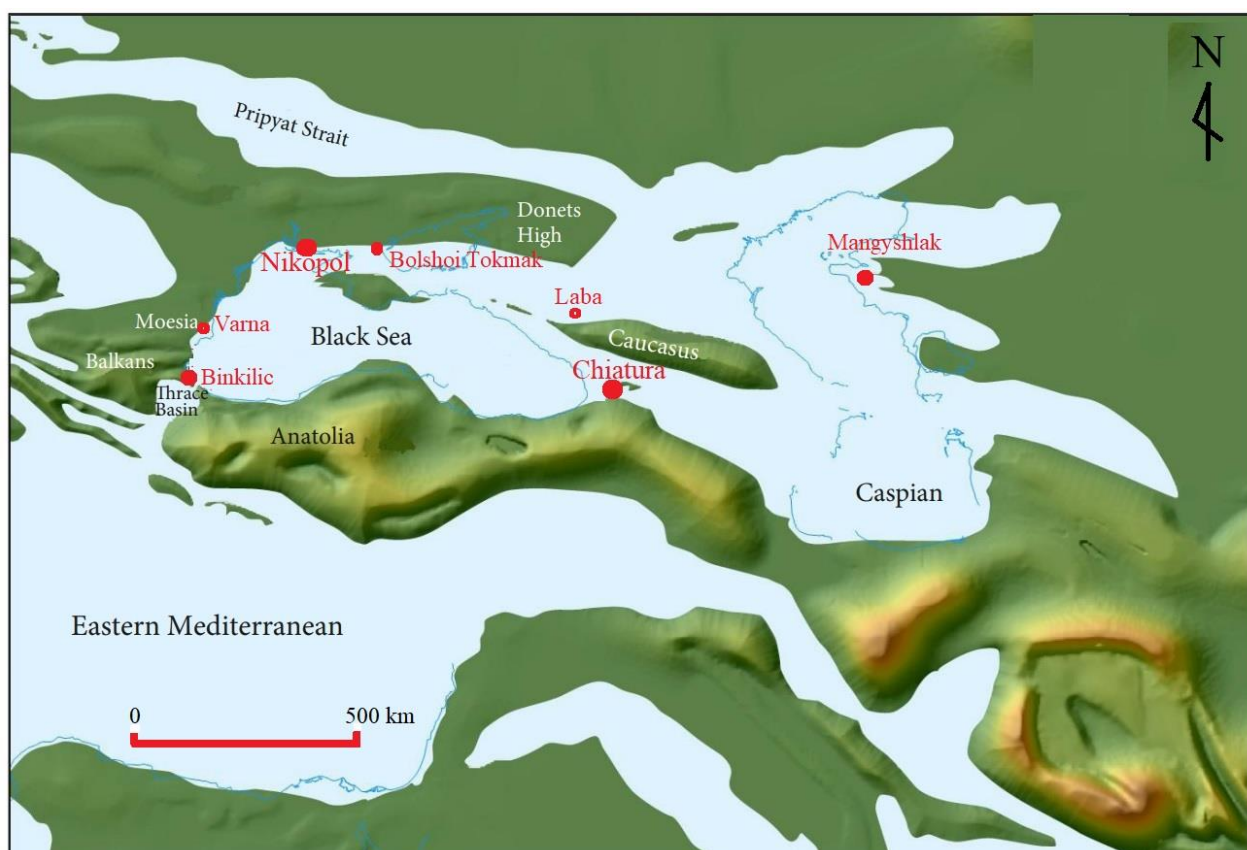 N
Pripyat Strait
Donets
High
Nikopol
Bolshoi Tokmak
Mangyshlak
Laba
Moesia
Varna
Black Sea
Caucasus
Balkans
Binkilic
Chiatura
Thrace
Basin
Anatolia
Caspian
Eastern Mediterranean
0
500 km